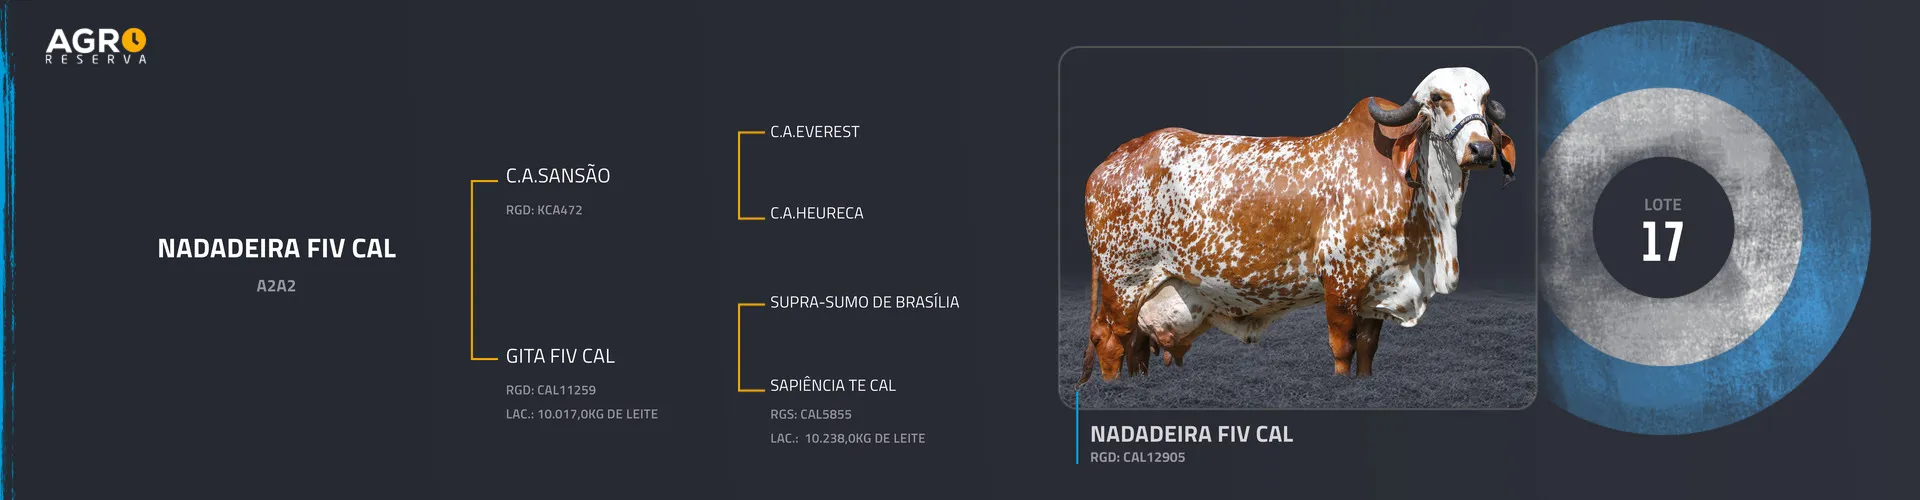 AGRO
RESERVA
NADADEIRA FIV CAL
A2A2
C.A.SANSÃO
RGD: KCA472
GITA FIV CAL
RGD: CAL11259
LAC.: 10.017,0KG DE LEITE
C.A.EVEREST
C.A.HEURECA
SUPRA-SUMO DE BRASÍLIA
SAPIÊNCIA TE CAL
RGS: CAL5855
LAC.: 10.238,0KG DE LEITE
NADADEIRA FIV CAL
RGD: CAL12905
LOTE
17